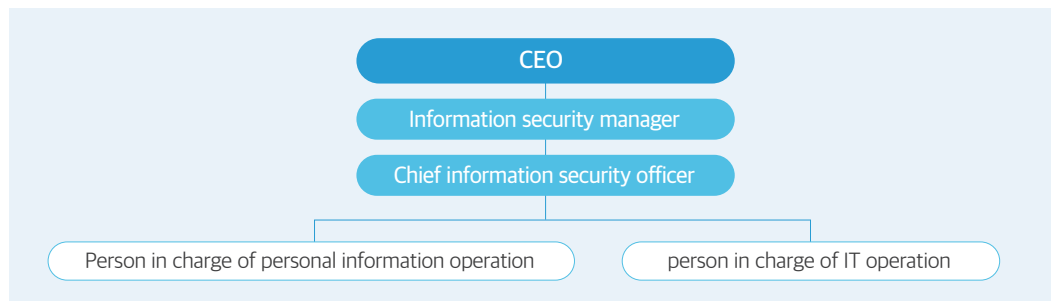 CEO
Information security manager
Chief information security officer
Person in charge of personal information operation
person in charge of IT operation